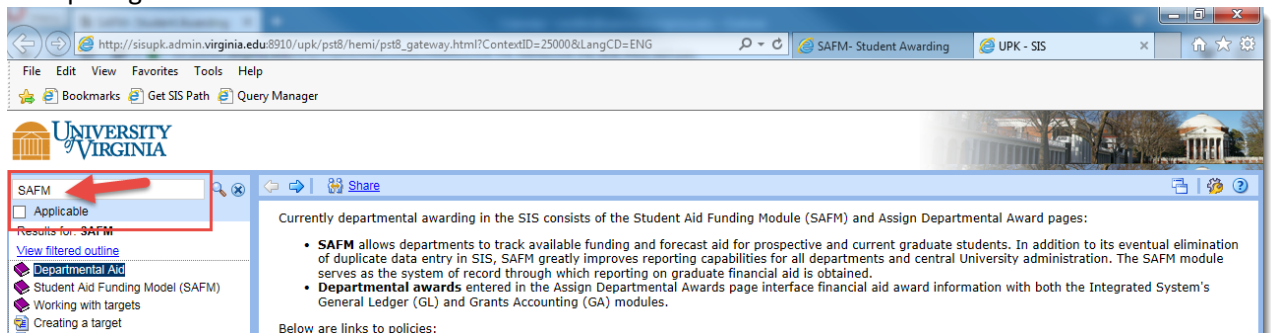 http://sisupk.admin.virginia.edu:8910/upk/pst8/hemi/pst8_gateway.html?ContextID=25000&LangCD=ENG
SAFM- Student Awarding
UPK - SIS
File Edit View Favorites Tools Help
Bookmarks Get SIS Path Query Manager
UNIVERSITY
of VIRGINIA
SAFM
Share
Applicable
Results for: SAFM
View filtered outline
Departmental Aid
Student Aid Funding Model (SAFM)
Working with targets
Creating a target
Currently departmental awarding in the SIS consists of the Student Aid Funding Module (SAFM) and Assign Departmental Award pages:
• SAFM allows departments to track available funding and forecast aid for prospective and current graduate students. In addition to its eventual elimination
of duplicate data entry in SIS, SAFM greatly improves reporting capabilities for all departments and central University administration. The SAFM module
serves as the system of record through which reporting on graduate financial aid is obtained.
• Departmental awards entered in the Assign Departmental Awards page interface financial aid award information with both the Integrated System's
General Ledger (GL) and Grants Accounting (GA) modules.
Below are links to policies: